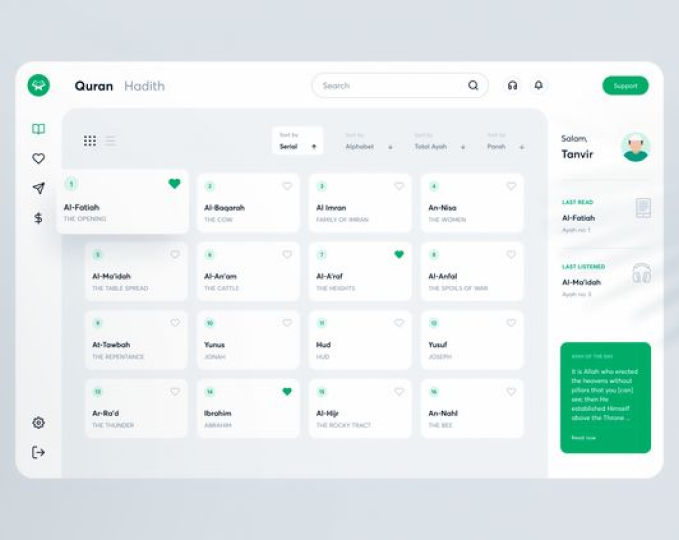 Quran Hadith
Search
Support
Sort by
Serial
Sort by
Alphabet
Sort by
Total Ayah
Sort by
Parah
Salam,
Tanvir
1
Al-Fatiah
THE OPENING
2
Al-Baqarah
THE COW
3
Al Imran
FAMILY OF IMRAN
4
An-Nisa
THE WOMEN
5
Al-Ma'idah
THE TABLE SPREAD
6
Al-An'am
THE CATTLE
7
Al-A'raf
THE HEIGHTS
8
Al-Anfal
THE SPOILS OF WAR
9
At-Tawbah
THE REPENTANCE
10
Yunus
JONAH
11
Hud
HUD
12
Yusuf
JOSEPH
13
Ar-Ra'd
THE THUNDER
14
Ibrahim
ABRAHIM
15
Al-Hijr
THE ROCKY TRACT
16
An-Nahl
THE BEE
LAST READ
Al-Fatiah
Ayah no. 1
LAST LISTENED
Al-Ma'idah
Ayah no. 3
AYAH OF THE DAY
It is Allah who erected
the heavens without
pillars that you [can]
see; then He
established Himself
above the Throne...
Read now